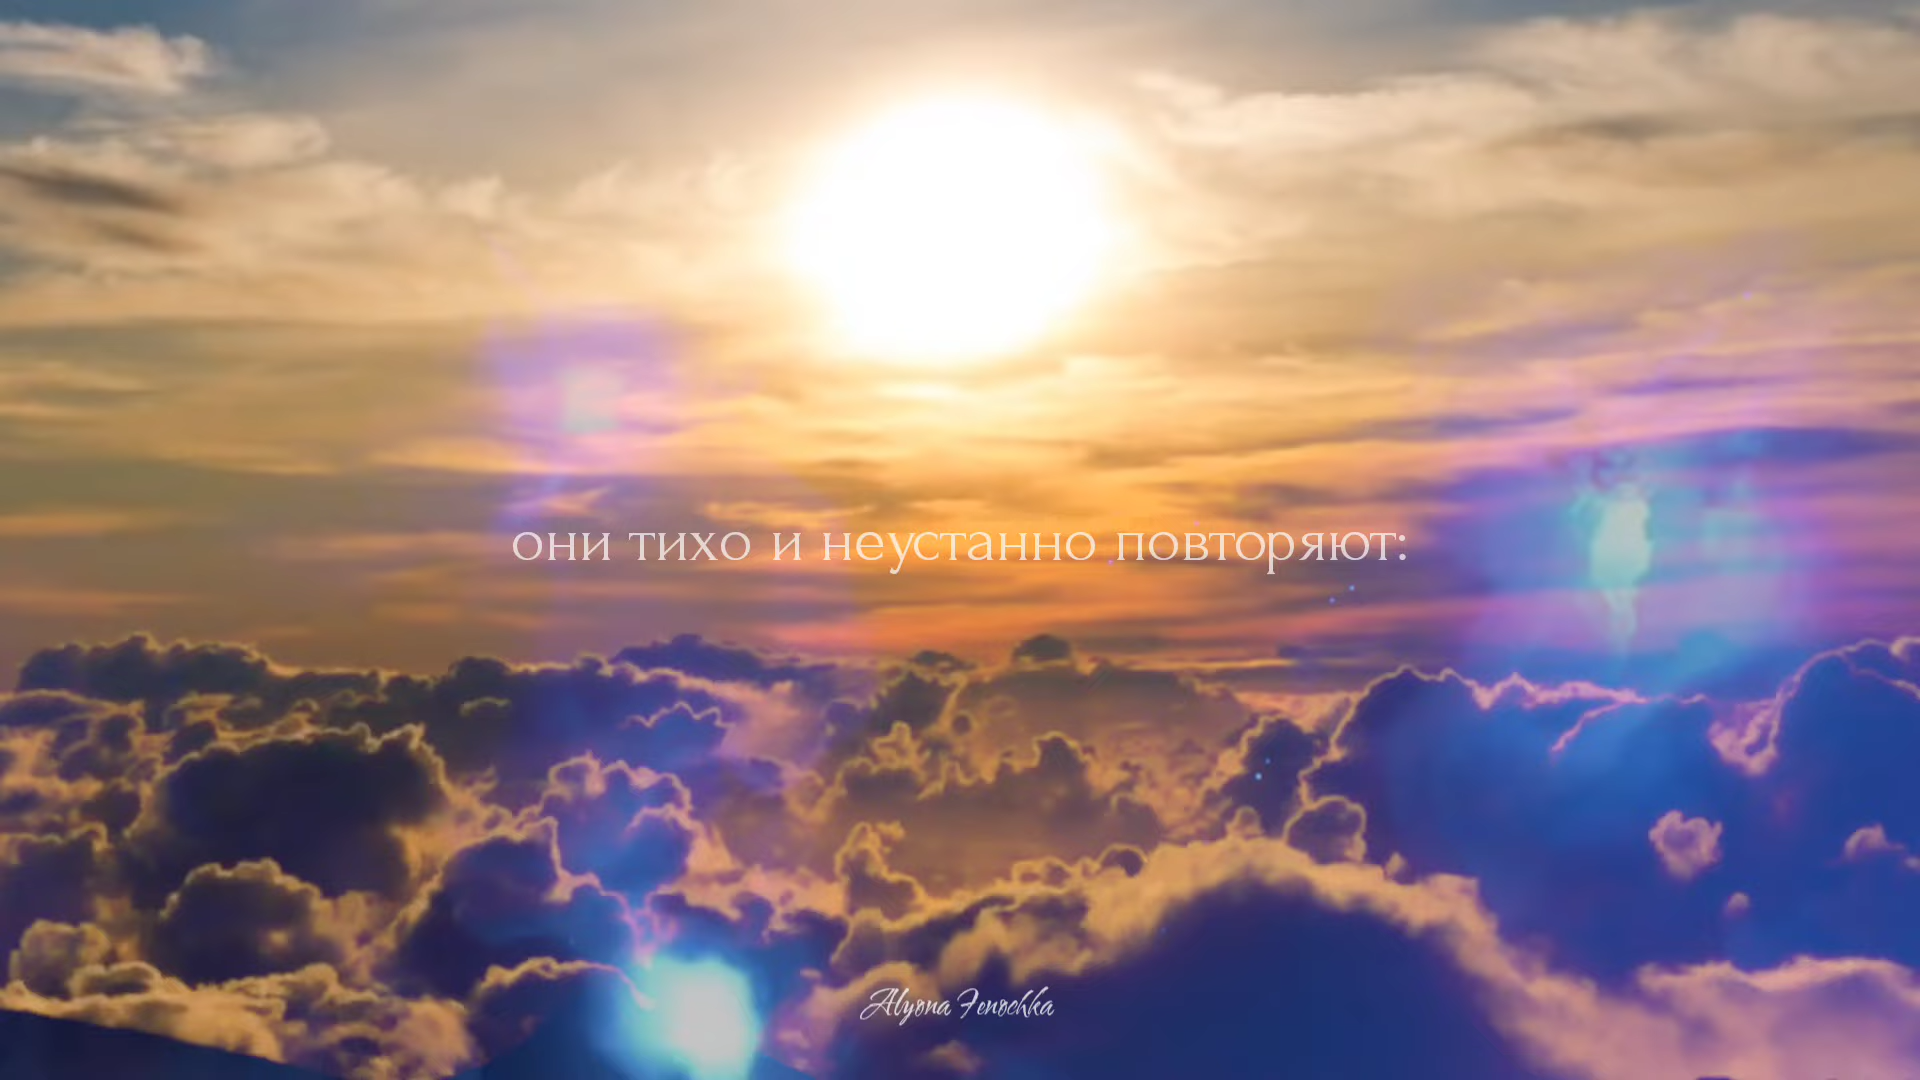 они тихо и неустанно повторяют:
Alyona Fenochka